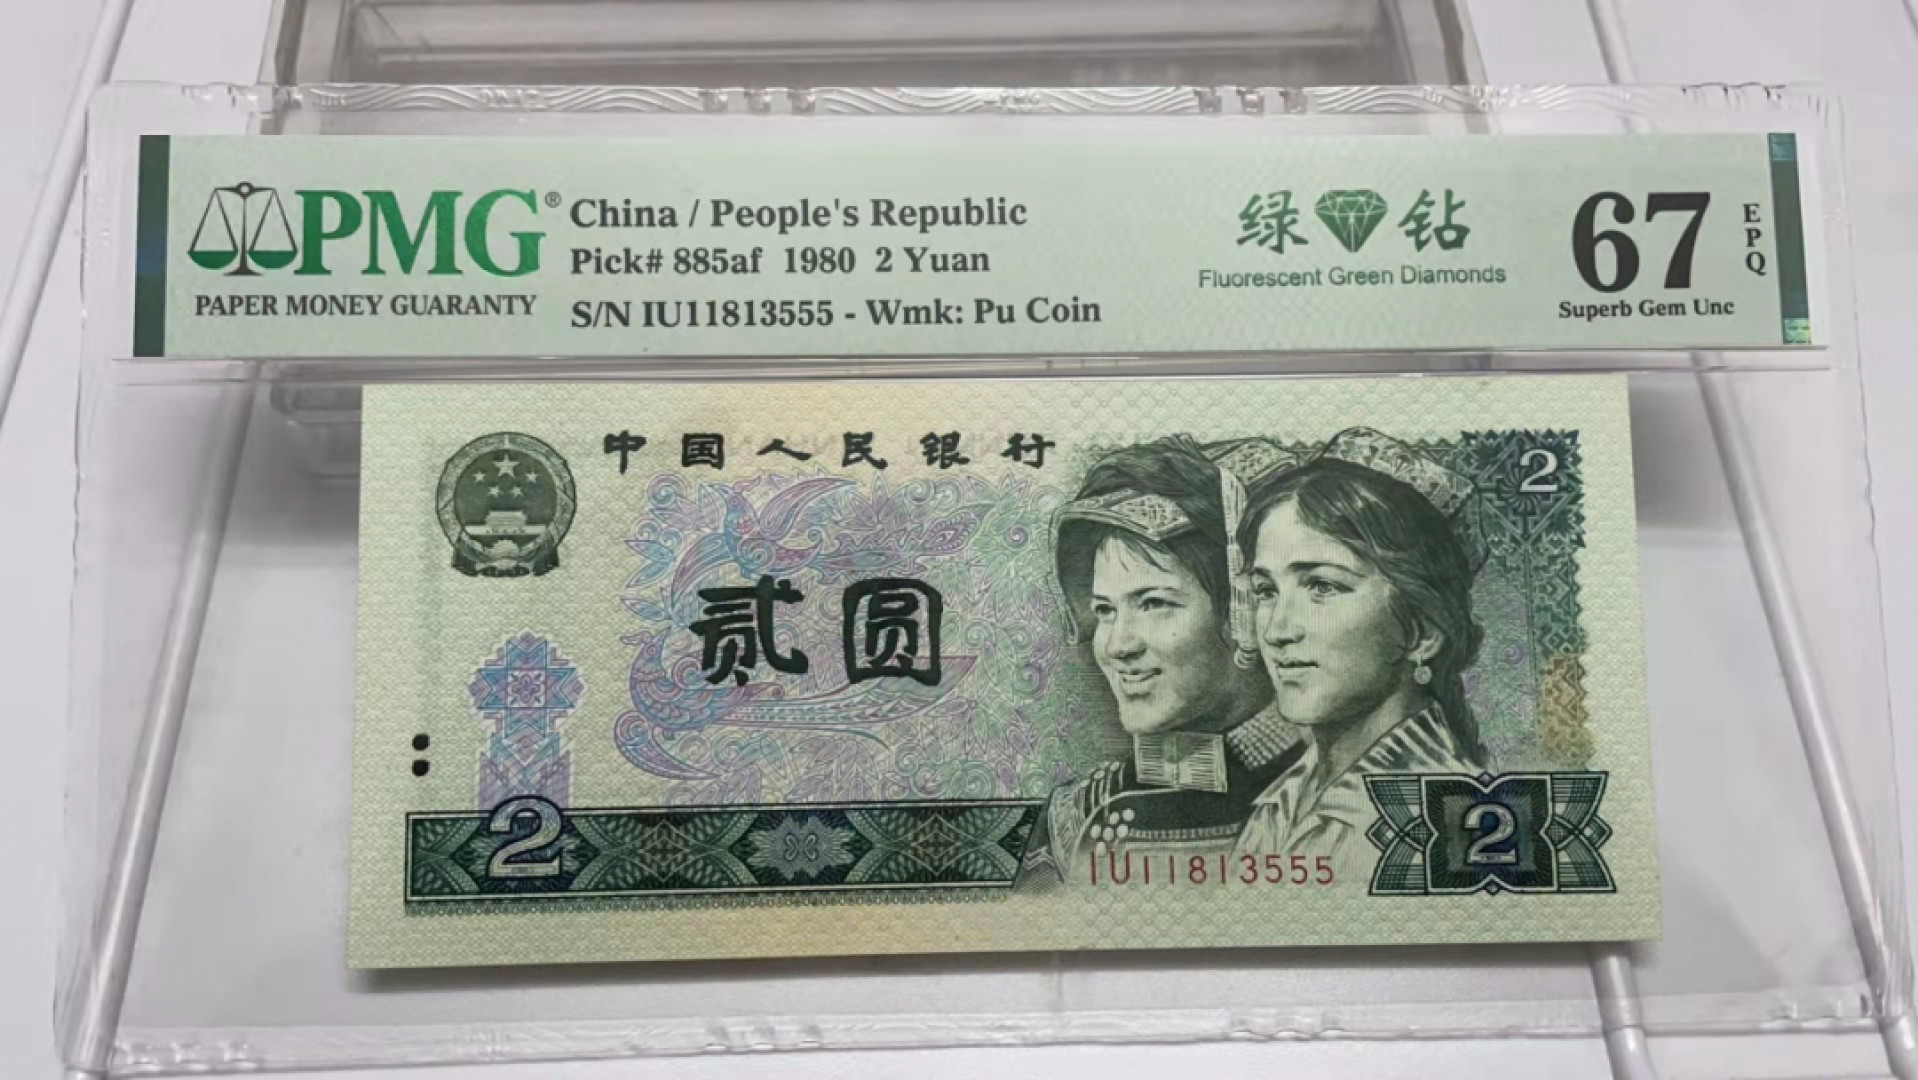 PMG®
PAPER MONEY GUARANTY
China / People's Republic
Pick# 885af 1980 2 Yuan
S/N IU11813555 - Wmk: Pu Coin
绿钻
Fluorescent Green Diamonds
67
EPQ
Superb Gem Unc
中国人民银行
2
贰圆
2
IU11813555
2